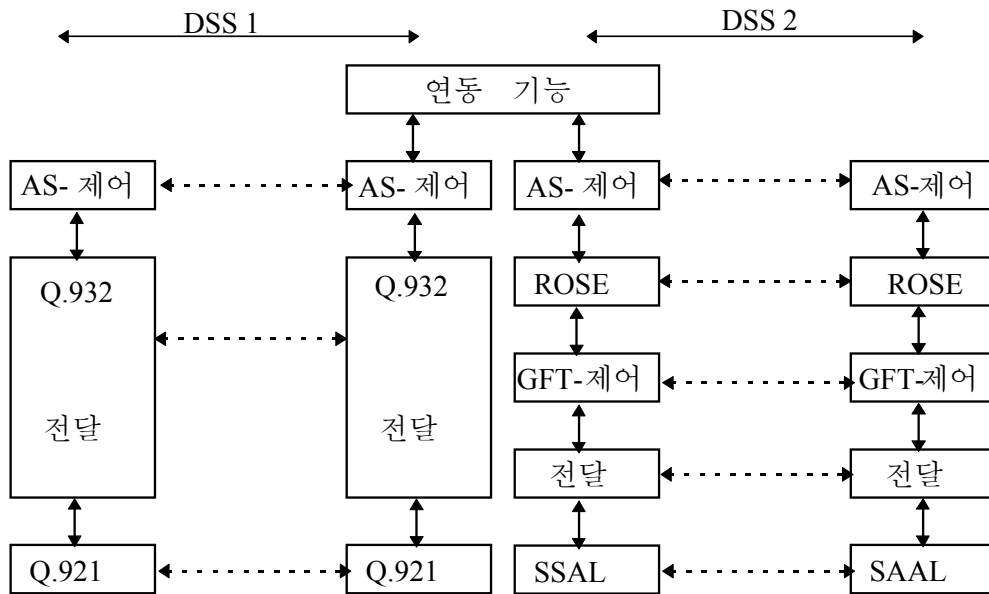 DSS 1 DSS 2
연동 기능
AS- 제어 AS- 제어 AS- 제어 AS-제어
Q.932 Q.932 ROSE ROSE
GFT-제어 GFT-제어
전달 전달 전달 전달
Q.921 Q.921 SSAL SAAL